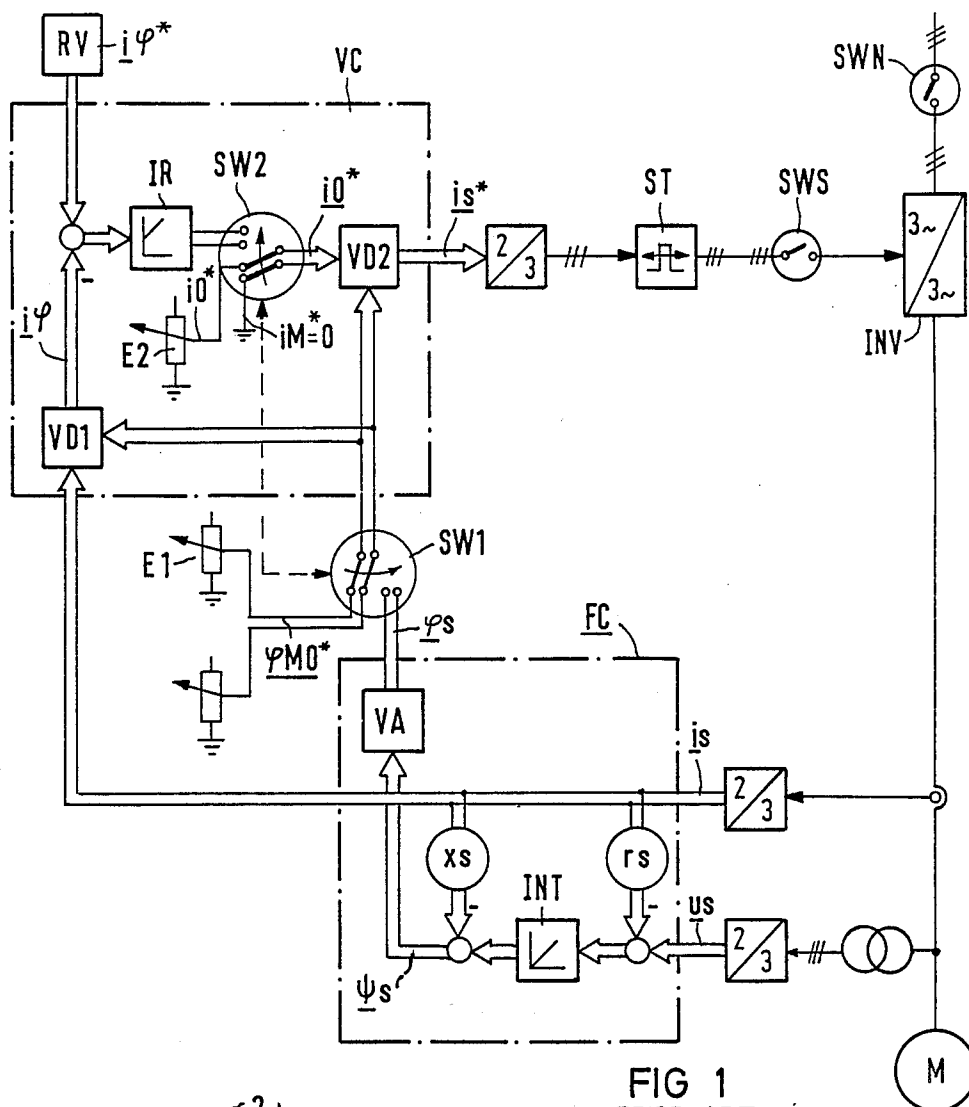 RV
iφ*
VC
SWN
IR
SW2
i0*
is*
ST
SWS
VD2
2/3
3~
3~
INV
i0*
iM*=0
E2
iφ
VD1
SW1
E1
φM0*
φs
FC
VA
is
2/3
xs
rs
INT
us
2/3
ψs
M
FIG 1